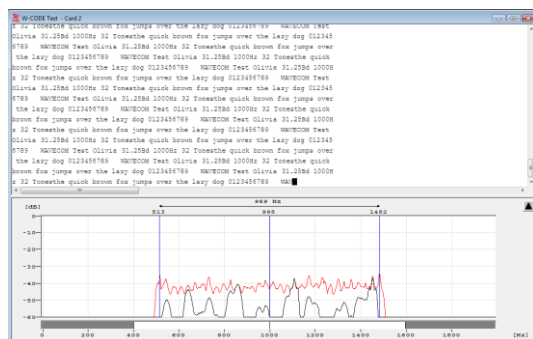 W-CODE Text - Card 2
z 32 Tonesthe quick brown fox jumps over the lazy dog 0123456789   WAVECOM Test
Olivia 31.25Bd 1000Hz 32 Tonesthe quick brown fox jumps over the lazy dog 012345
6789   WAVECOM Test Olivia 31.25Bd 1000Hz 32 Tonesthe quick brown fox jumps over
 the lazy dog 0123456789   WAVECOM Test Olivia 31.25Bd 1000Hz 32 Tonesthe quick
brown fox jumps over the lazy dog 0123456789   WAVECOM Test Olivia 31.25Bd 1000H
z 32 Tonesthe quick brown fox jumps over the lazy dog 0123456789   WAVECOM Test
Olivia 31.25Bd 1000Hz 32 Tonesthe quick brown fox jumps over the lazy dog 012345
6789   WAVECOM Test Olivia 31.25Bd 1000Hz 32 Tonesthe quick brown fox jumps over
 the lazy dog 0123456789   WAVECOM Test Olivia 31.25Bd 1000Hz 32 Tonesthe quick
brown fox jumps over the lazy dog 0123456789   WAVECOM Test Olivia 31.25Bd 1000H
z 32 Tonesthe quick brown fox jumps over the lazy dog 0123456789   WAVECOM Test
Olivia 31.25Bd 1000Hz 32 Tonesthe quick brown fox jumps over the lazy dog 012345
6789   WAVECOM Test Olivia 31.25Bd 1000Hz 32 Tonesthe quick brown fox jumps over
 the lazy dog 0123456789   WAVECOM Test Olivia 31.25Bd 1000Hz 32 Tonesthe quick
brown fox jumps over the lazy dog 0123456789   WAVECOM Test Olivia 31.25Bd 1000H
z 32 Tonesthe quick brown fox jumps over the lazy dog 0123456789   WAV
969 Hz
[dB] 513 998 1482
0
-10
-20
-30
-40
-50
-60
0 200 400 600 800 1000 1200 1400 1600 1800 [Hz]